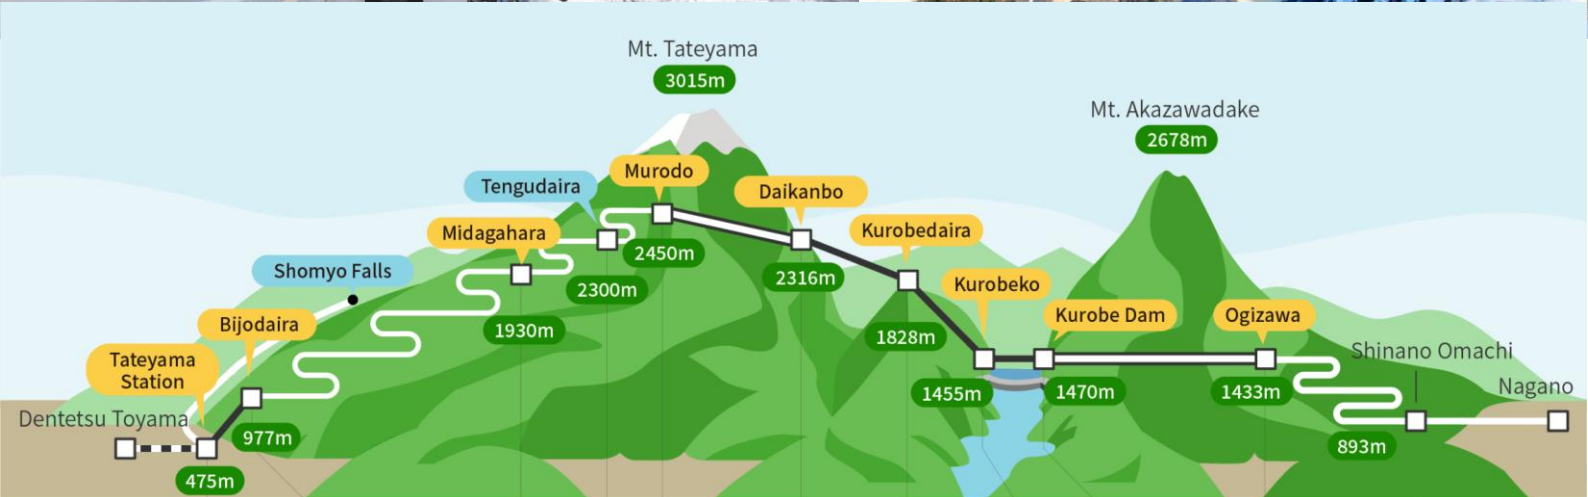 Mt. Tateyama
3015m
Mt. Akazawadake
2678m
Murodo
Tengudaira
Daikanbo
Midagahara
Kurobedaira
2450m
Shomyo Falls
2316m
Kurobeko
2300m
Bijodaira
1930m
Kurobe Dam
Ogizawa
1828m
Tateyama
Station
Shinano Omachi
Nagano
1455m
1470m
1433m
Dentetsu Toyama
977m
893m
475m